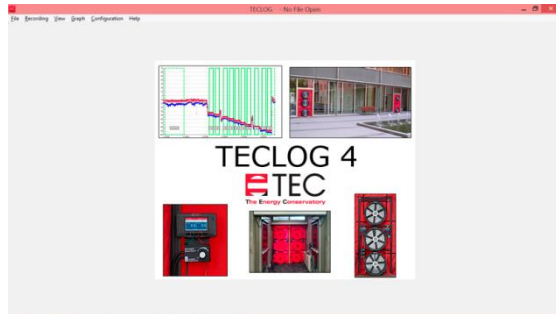 TECLOG. - No File Open
File Recording View Graph Configuration Help
TECLOG 4
TEC
The Energy Conservatory